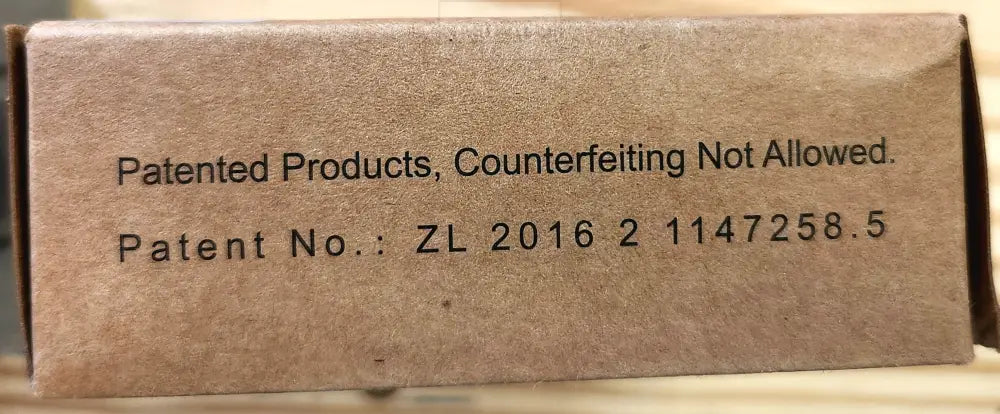 Patented Products, Counterfeiting Not Allowed.
Patent No.: ZL 2016 2 1147258.5